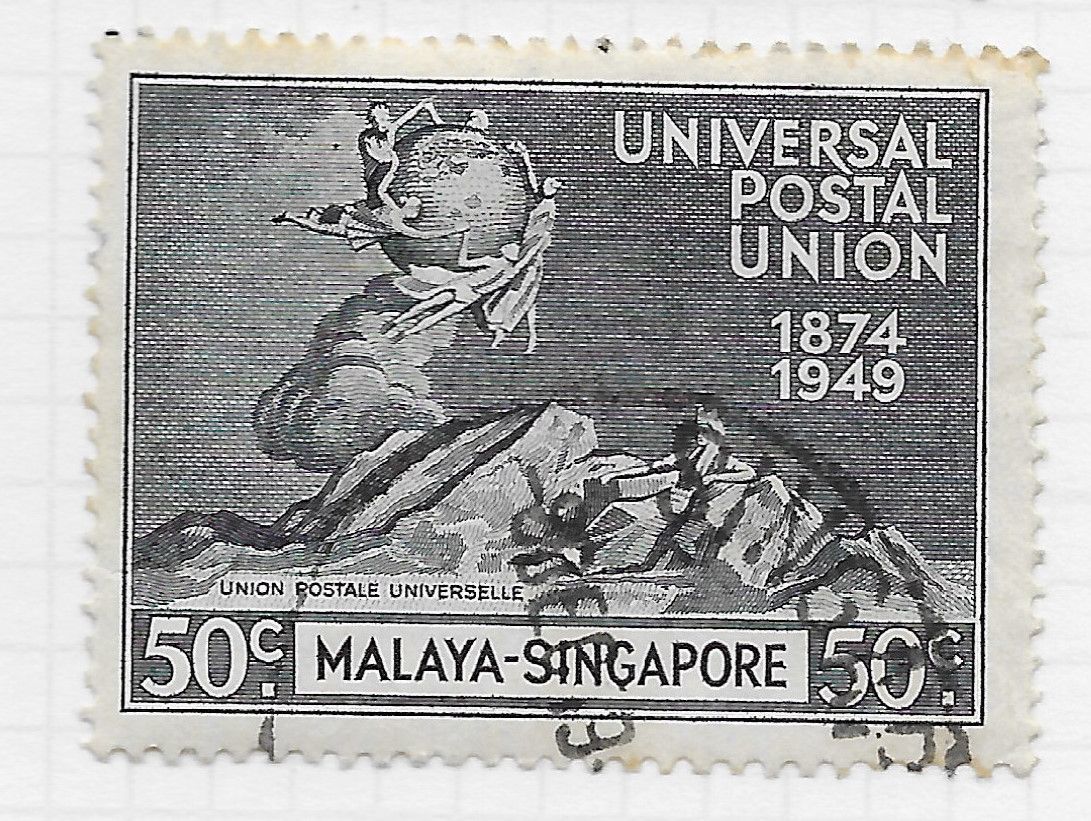 UNIVERSAL
POSTAL
UNION
1874
1949
UNION POSTALE UNIVERSELLE
50c. MALAYA-SINGAPORE 50c.